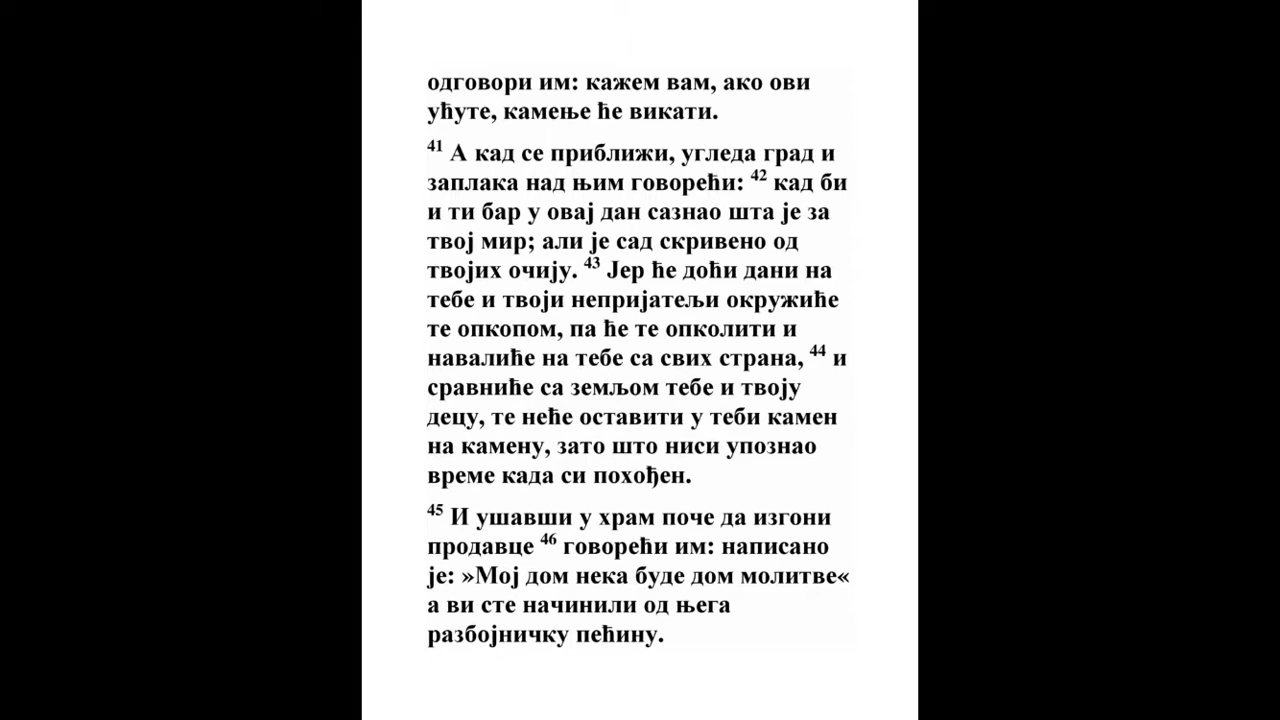 одговори им: кажем вам, ако ови
ућуте, камење ће викати.
41 А кад се приближи, угледа град и
заплака над њим говорећи: 42 кад би
и ти бар у овај дан сазнао шта је за
твој мир; али је сад скривено од
твојих очију. 43 Јер ће доћи дани на
тебе и твоји непријатељи окружиће
те опкопом, па ће те опколити и
навалиће на тебе са свих страна, 44 и
сравниће са земљом тебе и твоју
децу, те неће оставити у теби камен
на камену, зато што ниси упознао
време када си похођен.
45 И ушавши у храм поче да изгони
продавце 46 говорећи им: написано
је: »Мој дом нека буде дом молитве«
а ви сте начинили од њега
разбојничку пећину.